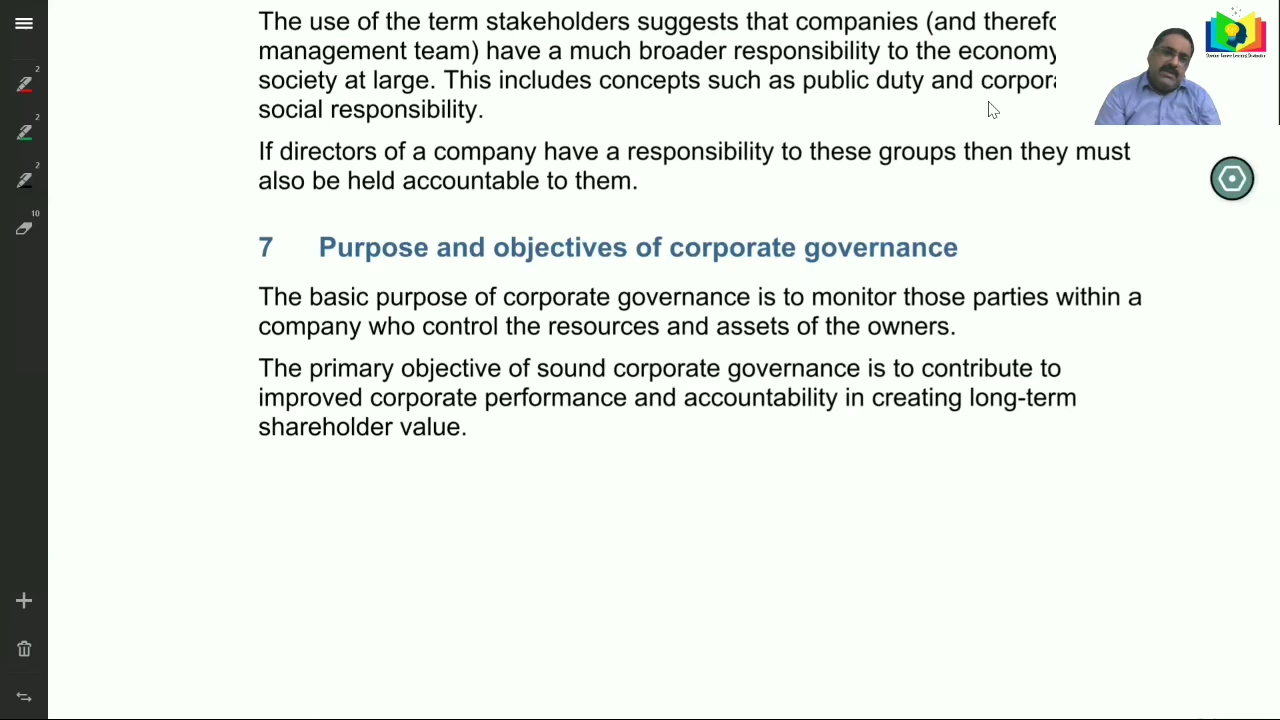 The use of the term stakeholders suggests that companies (and
management team) have a much broader responsibility to the economy
society at large. This includes concepts such as public duty and
social responsibility.
If directors of a company have a responsibility to these groups then they must
also be held accountable to them.
7 Purpose and objectives of corporate governance
The basic purpose of corporate governance is to monitor those parties within a
company who control the resources and assets of the owners.
The primary objective of sound corporate governance is to contribute to
improved corporate performance and accountability in creating long-term
shareholder value.
2
2
2
10